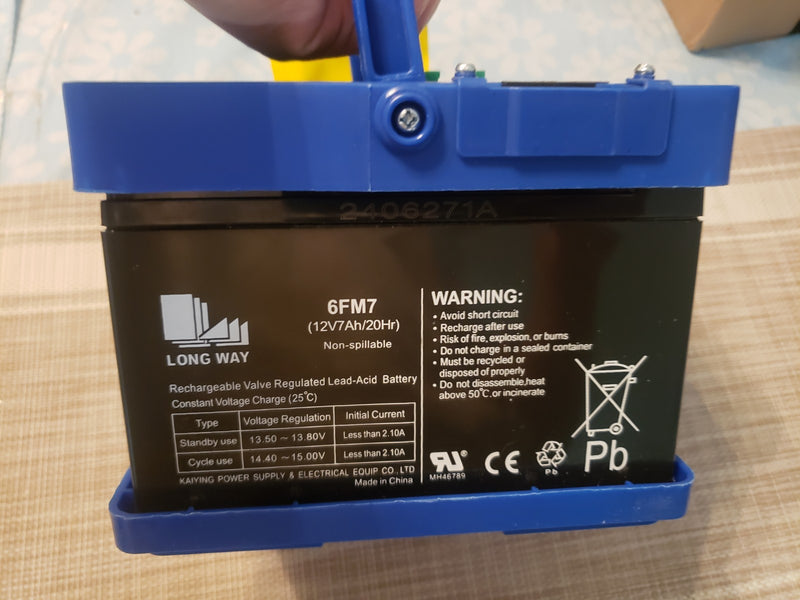 2406271A
LONG WAY
6FM7
(12V7Ah/20Hr)
Non-spillable
Rechargeable Valve Regulated Lead-Acid Battery
Constant Voltage Charge (25°C)
Type Voltage Regulation Initial Current
Standby use 13.50 ~ 13.80V Less than 2.10A
Cycle use 14.40 ~ 15.00V Less than 2.10A
KAIYING POWER SUPPLY & ELECTRICAL EQUIP CO .,LTD
Made in China
WARNING:
• Avoid short circuit
• Recharge after use
• Risk of fire, explosion, or burns
• Do not charge in a sealed container
• Must be recycled or
disposed of properly
• Do not disassemble,heat
above 50°C,or incinerate
RU
MH46789
CE
Pb
Pb